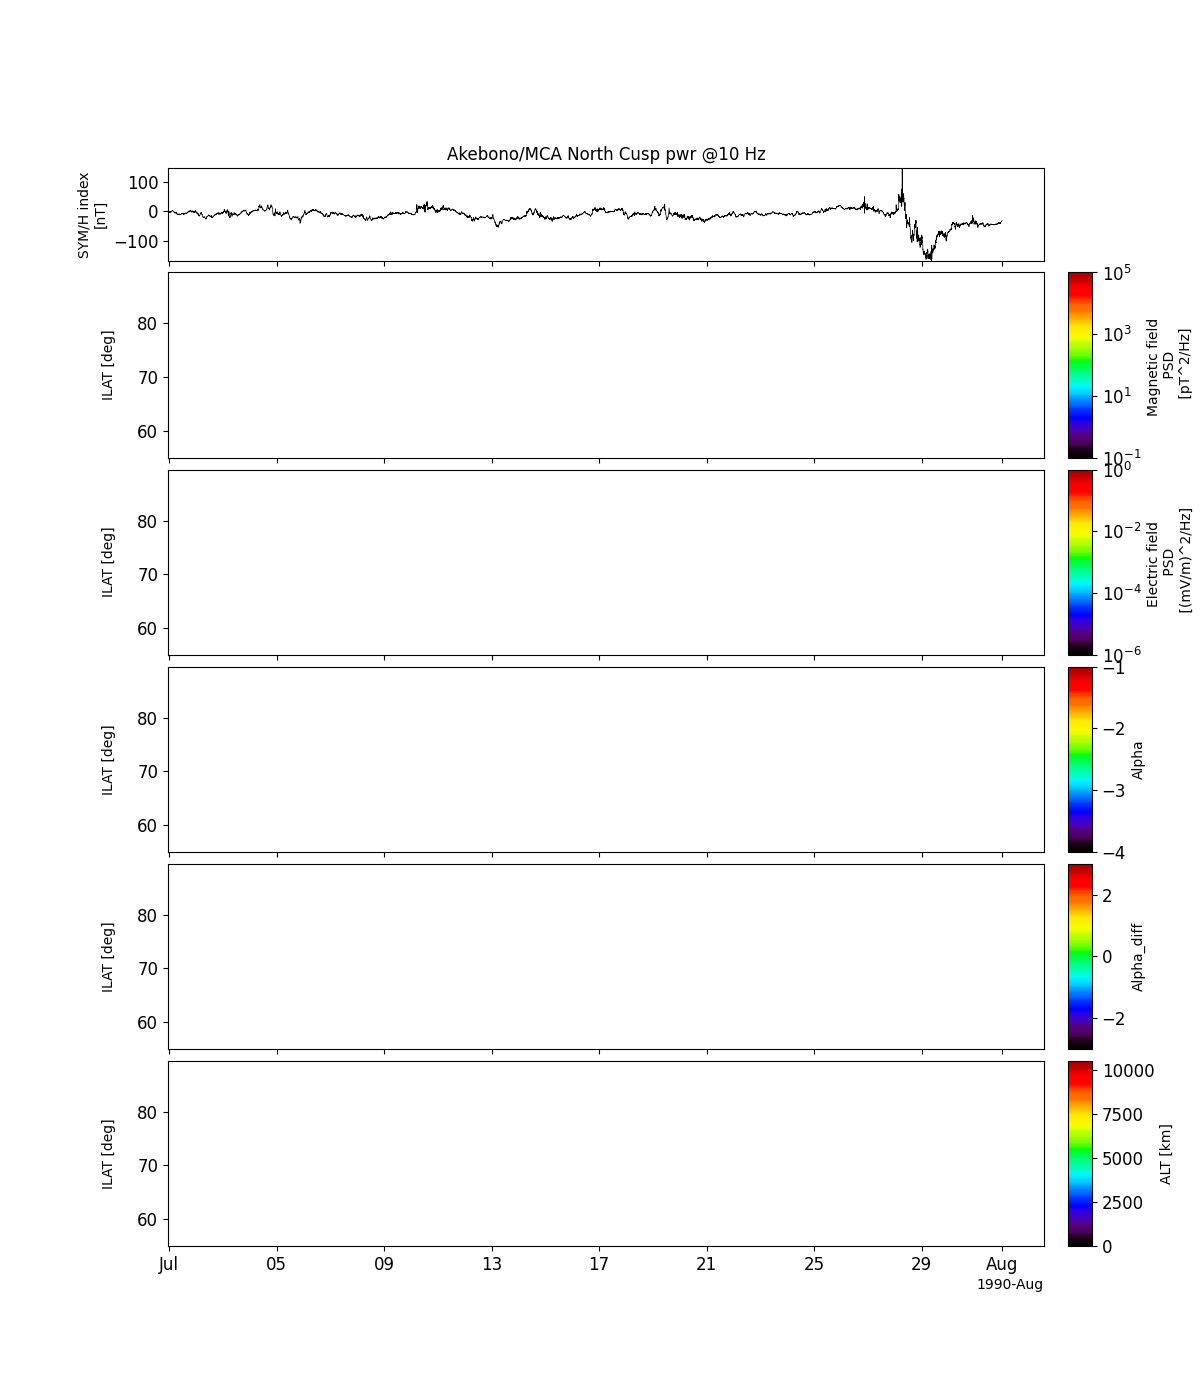 Akebono/MCA North Cusp pwr @10 Hz
SYM/H index
[nT]
100
0
−100
ILAT [deg]
80
70
60
10^5
10^3
10^1
10^−1
Magnetic field
PSD
[pT^2/Hz]
ILAT [deg]
80
70
60
10^0
10^−2
10^−4
10^−6
Electric field
PSD
[(mV/m)^2/Hz]
ILAT [deg]
80
70
60
−1
−2
−3
−4
Alpha
ILAT [deg]
80
70
60
2
0
−2
Alpha_diff
ILAT [deg]
80
70
60
10000
7500
5000
2500
0
ALT [km]
Jul 05 09 13 17 21 25 29 Aug
1990-Aug